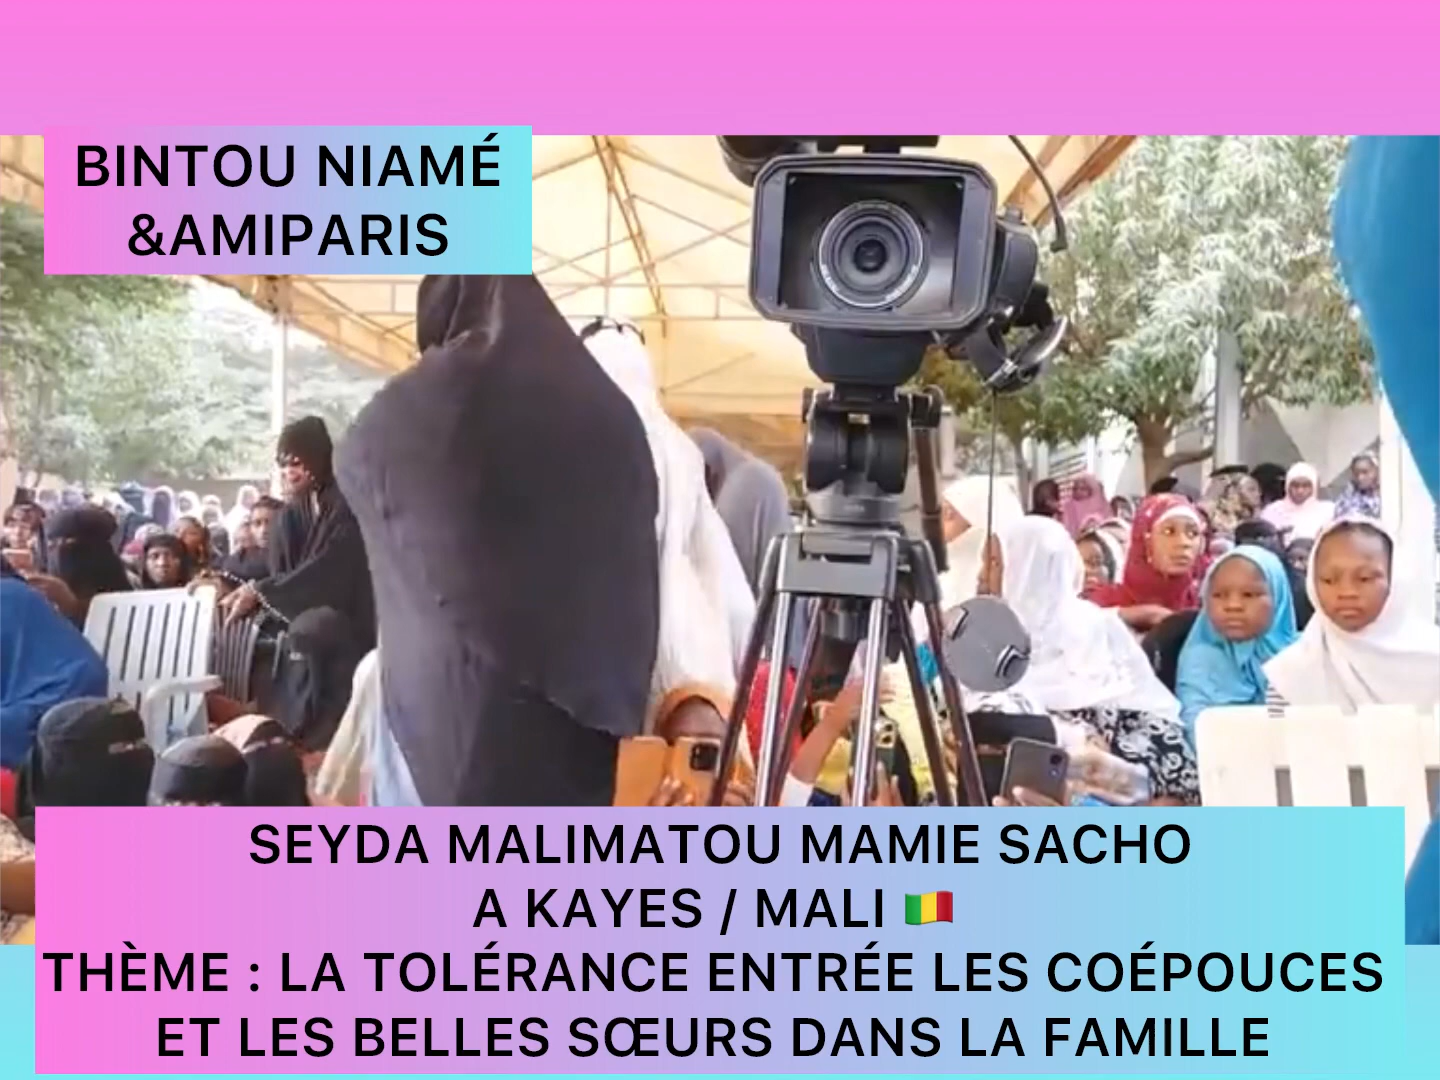 BINTOU NIAMÉ
&AMIPARIS
SEYDA MALIMATOU MAMIE SACHO
A KAYES / MALI 🇲🇱
THÈME : LA TOLÉRANCE ENTRÉE LES COÉPOUCES
ET LES BELLES SŒURS DANS LA FAMILLE